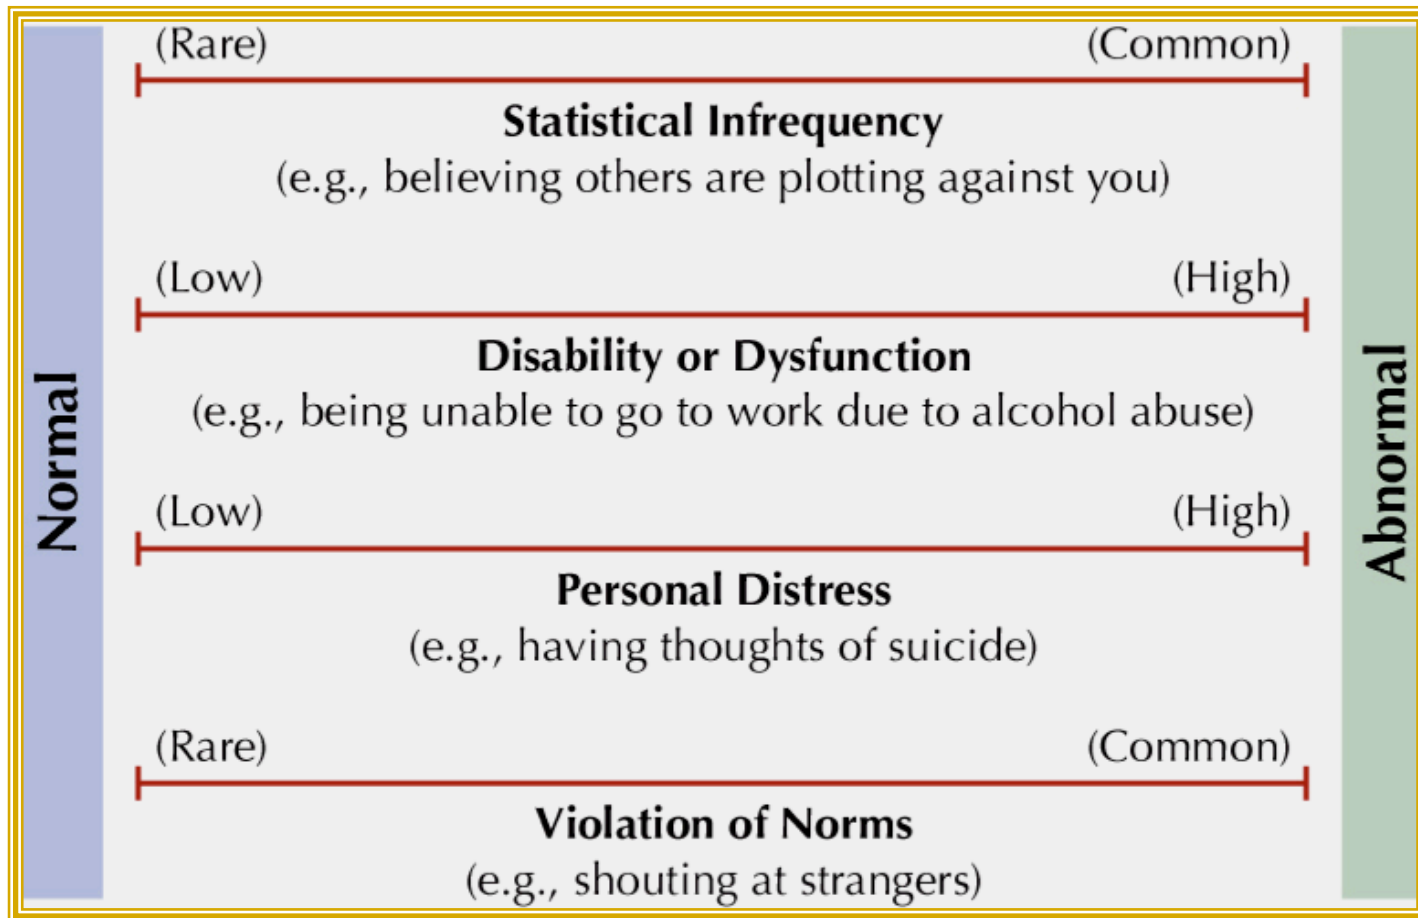 Normal
(Rare) (Common)
Statistical Infrequency
(e.g., believing others are plotting against you)
(Low) (High)
Disability or Dysfunction
(e.g., being unable to go to work due to alcohol abuse)
(Low) (High)
Personal Distress
(e.g., having thoughts of suicide)
(Rare) (Common)
Violation of Norms
(e.g., shouting at strangers)
Abnormal